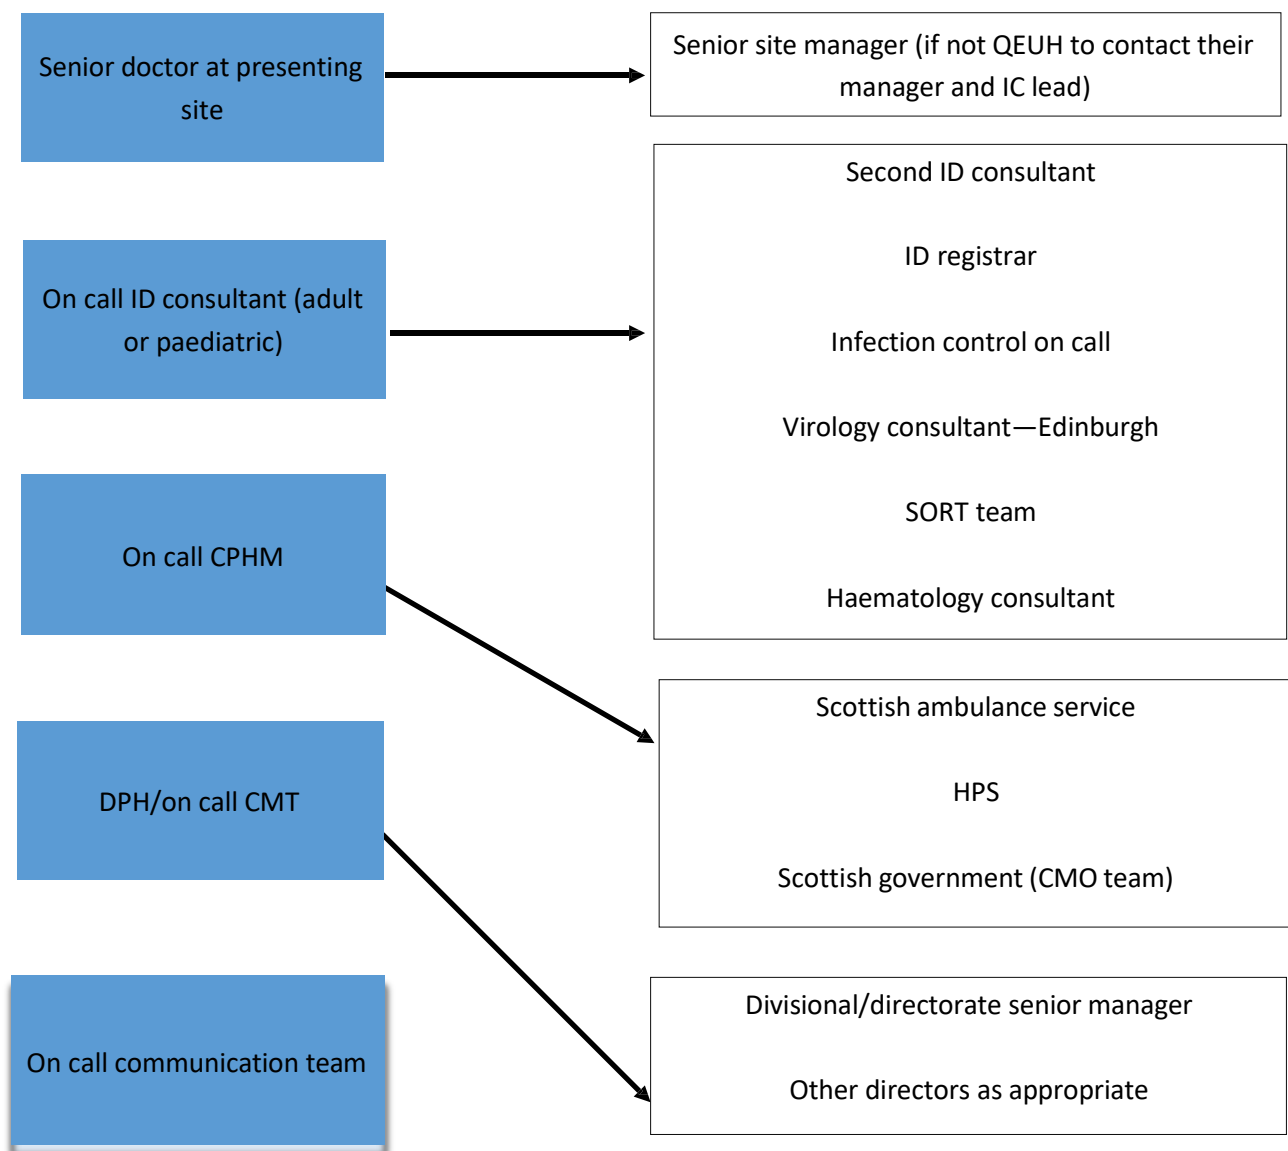 Senior doctor at presenting
site
Senior site manager (if not QEUH to contact their
manager and IC lead)
On call ID consultant (adult
or paediatric)
Second ID consultant
ID registrar
Infection control on call
Virology consultant—Edinburgh
SORT team
Haematology consultant
On call CPHM
Scottish ambulance service
HPS
Scottish government (CMO team)
DPH/on call CMT
Divisional/directorate senior manager
Other directors as appropriate
On call communication team